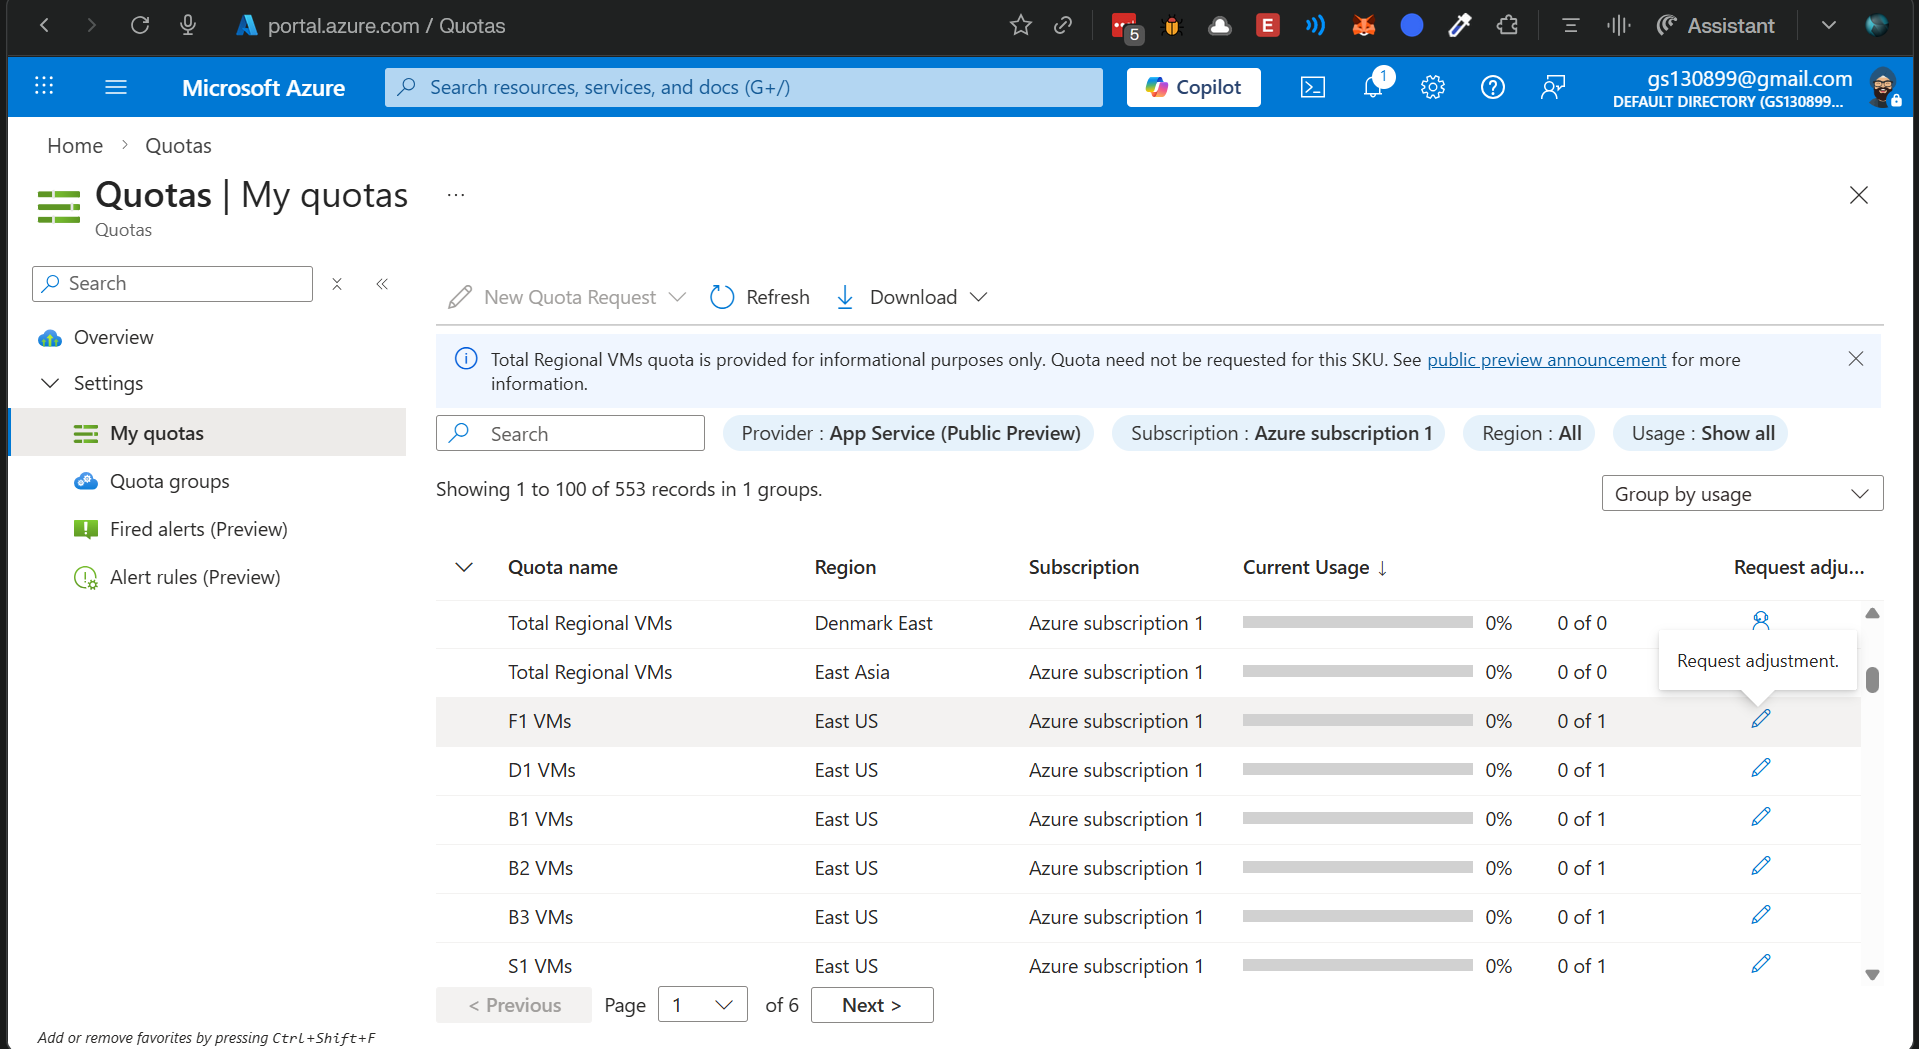 portal.azure.com / Quotas
5
E
Assistant
Microsoft Azure
Search resources, services, and docs (G+/)
Copilot
1
gs130899@gmail.com
DEFAULT DIRECTORY (GS130899...
Home > Quotas
Quotas | My quotas ...
Quotas
Search
Overview
Settings
My quotas
Quota groups
Fired alerts (Preview)
Alert rules (Preview)
Add or remove favorites by pressing Ctrl+Shift+F
New Quota Request Refresh Download
Total Regional VMs quota is provided for informational purposes only. Quota need not be requested for this SKU. See public preview announcement for more
information.
Search Provider : App Service (Public Preview) Subscription : Azure subscription 1 Region : All Usage : Show all
Showing 1 to 100 of 553 records in 1 groups.
Group by usage
Quota name Region Subscription Current Usage ↓ Request adju...
Total Regional VMs Denmark East Azure subscription 1 0% 0 of 0
Request adjustment.
Total Regional VMs East Asia Azure subscription 1 0% 0 of 0
F1 VMs East US Azure subscription 1 0% 0 of 1
D1 VMs East US Azure subscription 1 0% 0 of 1
B1 VMs East US Azure subscription 1 0% 0 of 1
B2 VMs East US Azure subscription 1 0% 0 of 1
B3 VMs East US Azure subscription 1 0% 0 of 1
S1 VMs East US Azure subscription 1 0% 0 of 1
< Previous Page 1 of 6 Next >